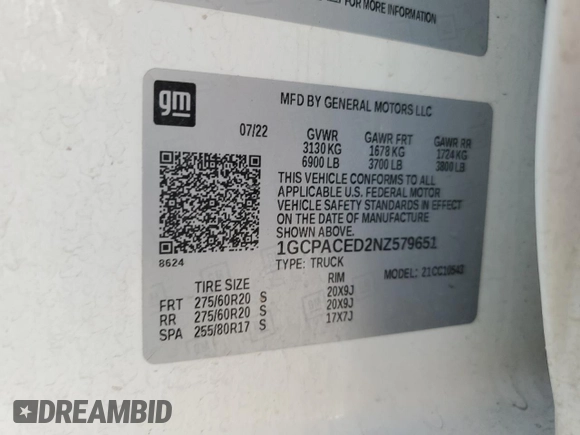 FOR MORE INFORMATION
gm
MFD BY GENERAL MOTORS LLC
07/22 GVWR GAWR FRT GAWR RR
3130 KG 1678 KG 1724 KG
6900 LB 3700 LB 3800 LB
THIS VEHICLE CONFORMS TO ALL
APPLICABLE U.S. FEDERAL MOTOR
VEHICLE SAFETY STANDARDS IN EFFECT
ON THE DATE OF MANUFACTURE
SHOWN ABOVE.
1GCPACED2NZ579651
8624
TYPE: TRUCK MODEL:
TIRE SIZE RIM
FRT 275/60R20 S 20X9J
RR 275/60R20 S 20X9J
SPA 255/80R17 S 17X7J
DREAMBID